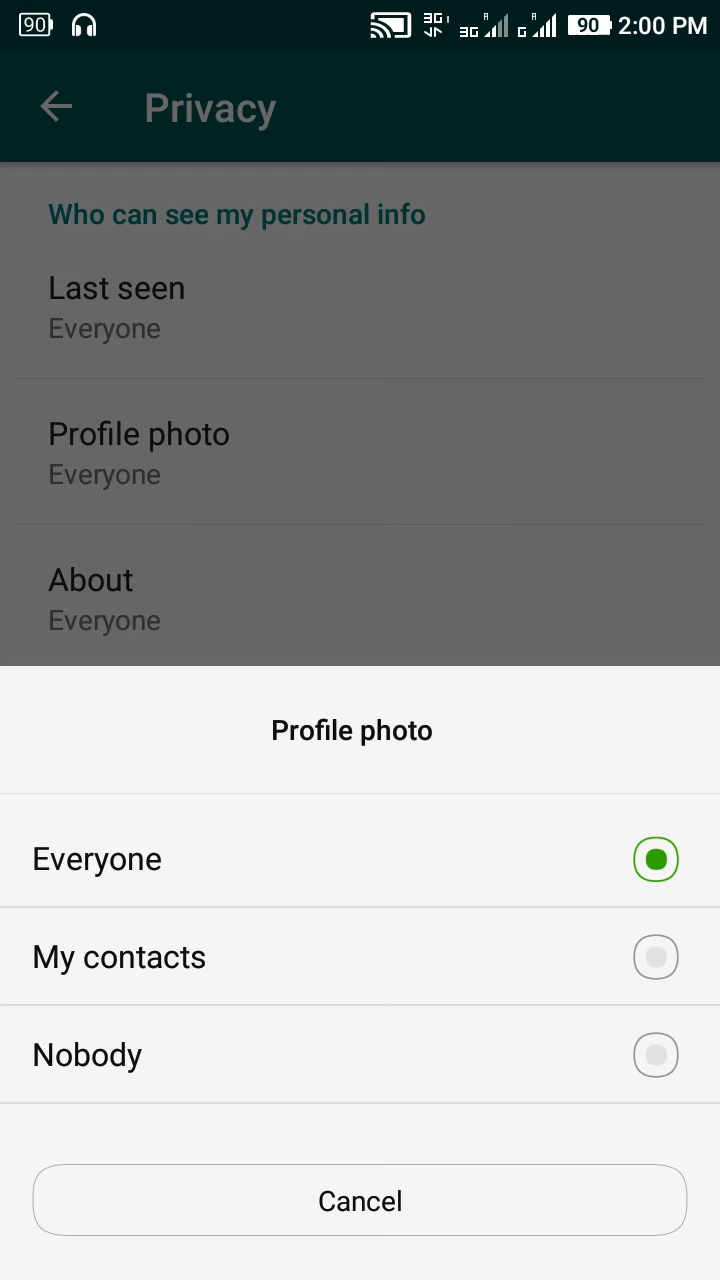 90 3G 3G R G R 90 2:00 PM
Privacy
Who can see my personal info
Last seen
Everyone
Profile photo
Everyone
About
Everyone
Profile photo
Everyone
My contacts
Nobody
Cancel